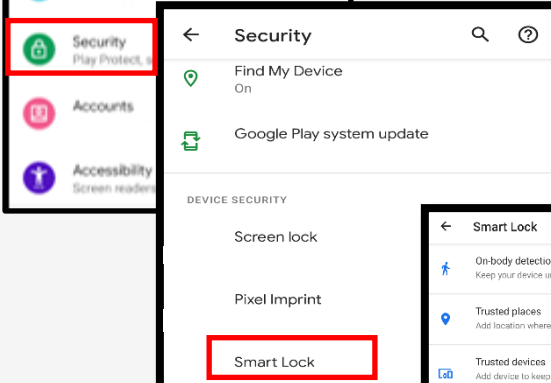 Security
Play Protect, s
Accounts
Accessibility
Screen readers
Security
Find My Device
On
Google Play system update
DEVICE SECURITY
Screen lock
Pixel Imprint
Smart Lock
Smart Lock
On-body detectio
Keep your device u
Trusted places
Add location where
Trusted devices
Add device to keep